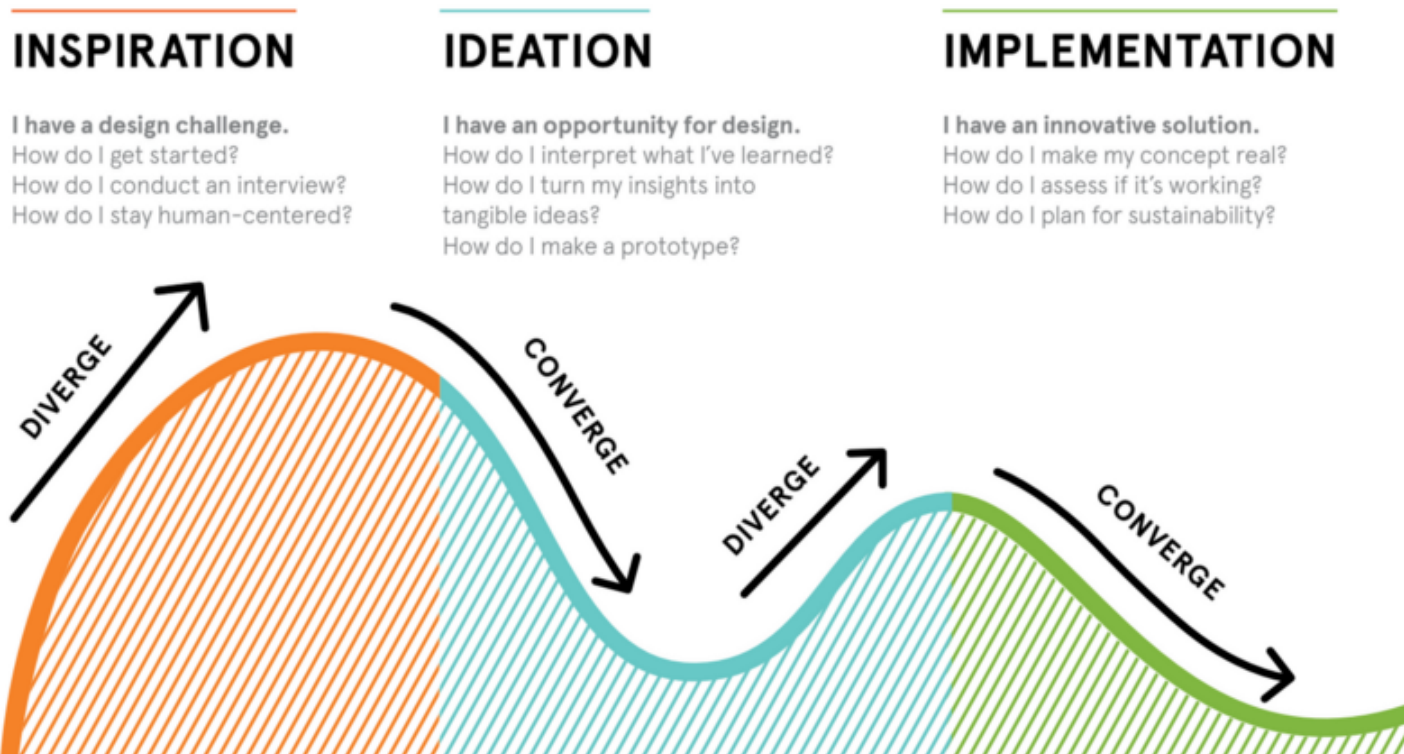 INSPIRATION
I have a design challenge.
How do I get started?
How do I conduct an interview?
How do I stay human-centered?
IDEATION
I have an opportunity for design.
How do I interpret what I've learned?
How do I turn my insights into
tangible ideas?
How do I make a prototype?
IMPLEMENTATION
I have an innovative solution.
How do I make my concept real?
How do I assess if it's working?
How do I plan for sustainability?
DIVERGE
CONVERGE
DIVERGE
CONVERGE